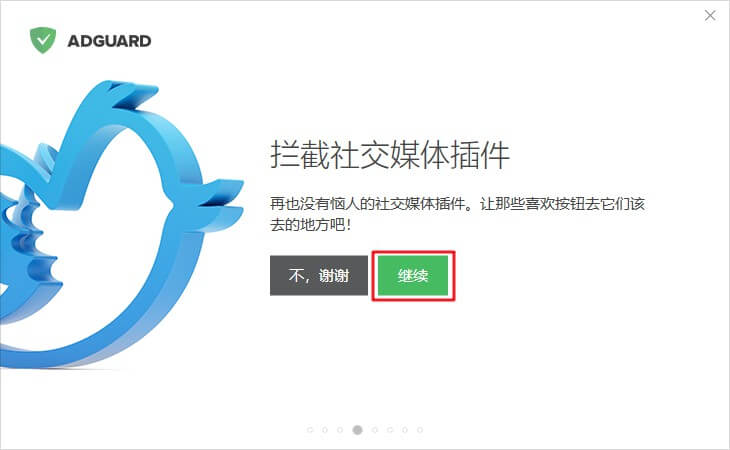 ADGUARD
拦截社交媒体插件
再也没有恼人的社交媒体插件。让那些喜欢按钮去它们该
去的地方吧！
不，谢谢
继续